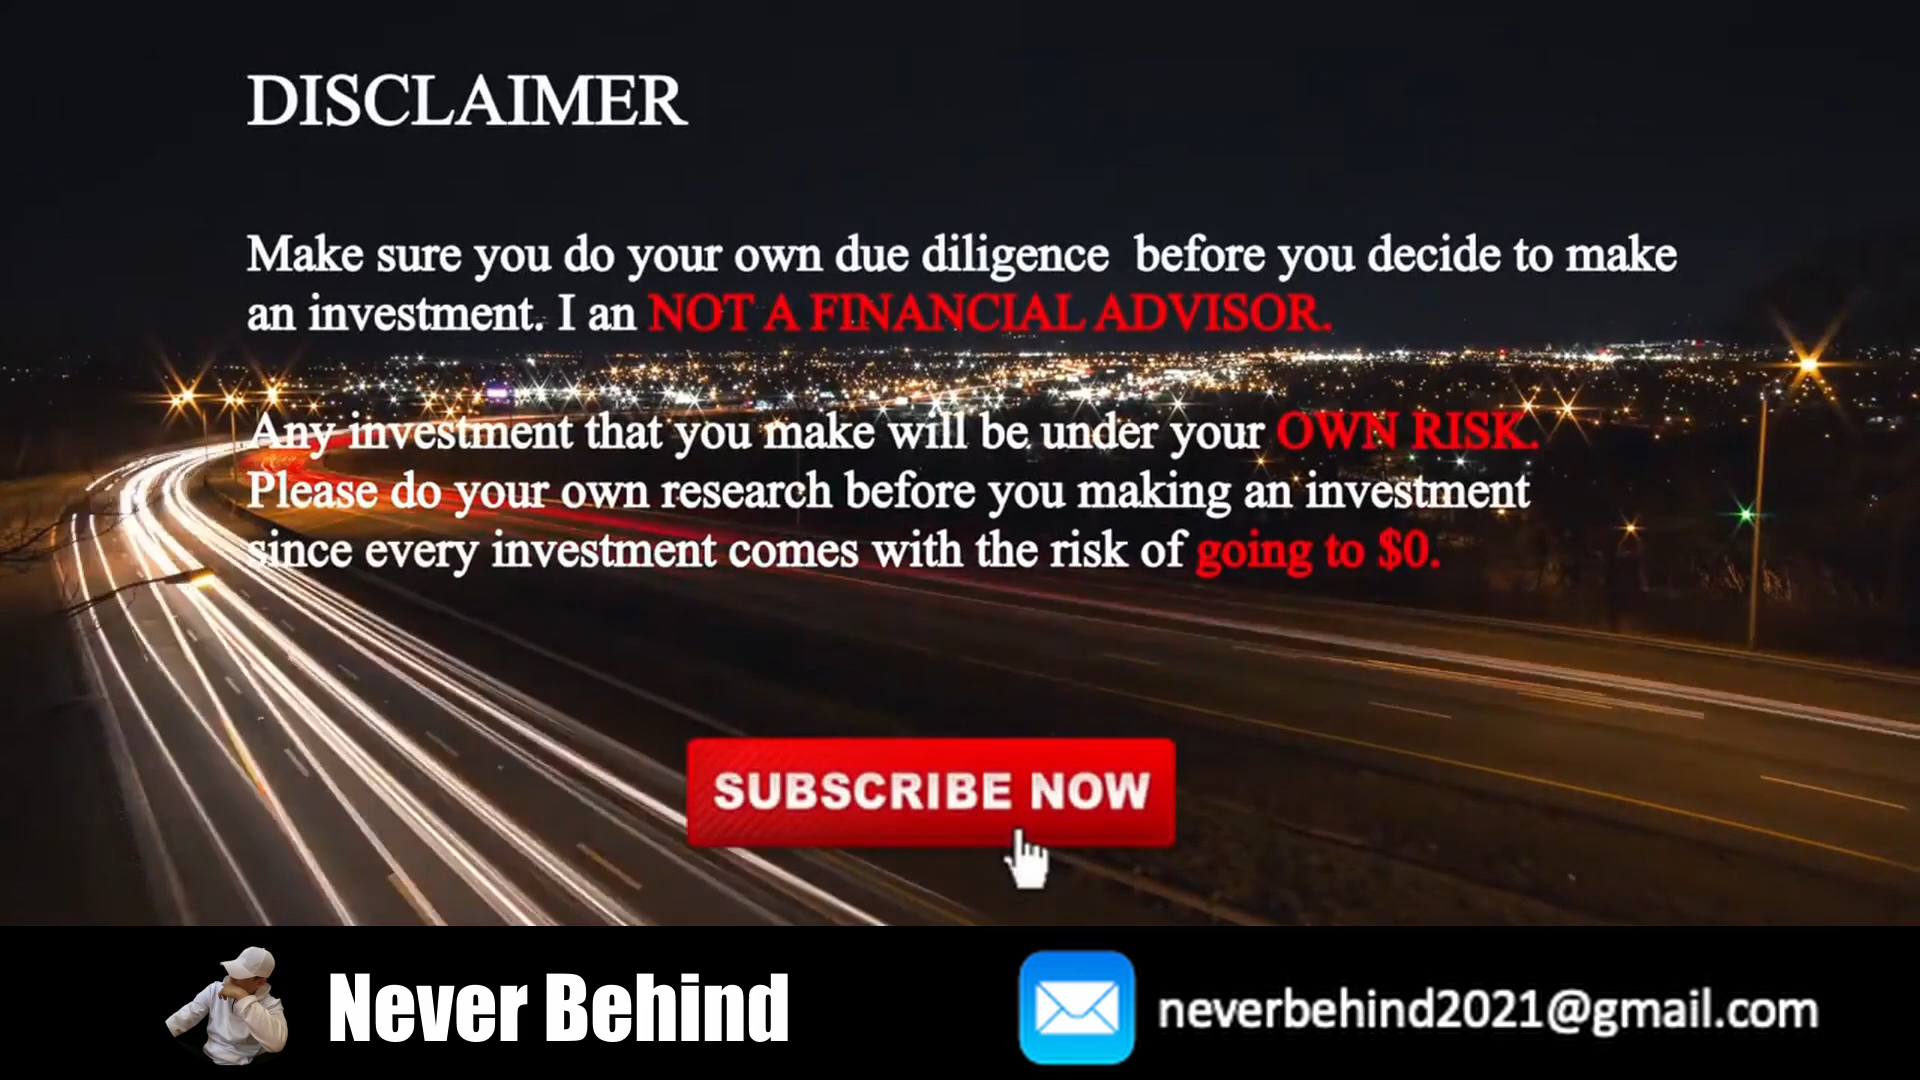 DISCLAIMER
Make sure you do your own due diligence before you decide to make
an investment. I an NOT A FINANCIAL ADVISOR.
Any investment that you make will be under your OWN RISK.
Please do your own research before you making an investment
since every investment comes with the risk of going to $0.
SUBSCRIBE NOW
Never Behind
neverbehind2021@gmail.com